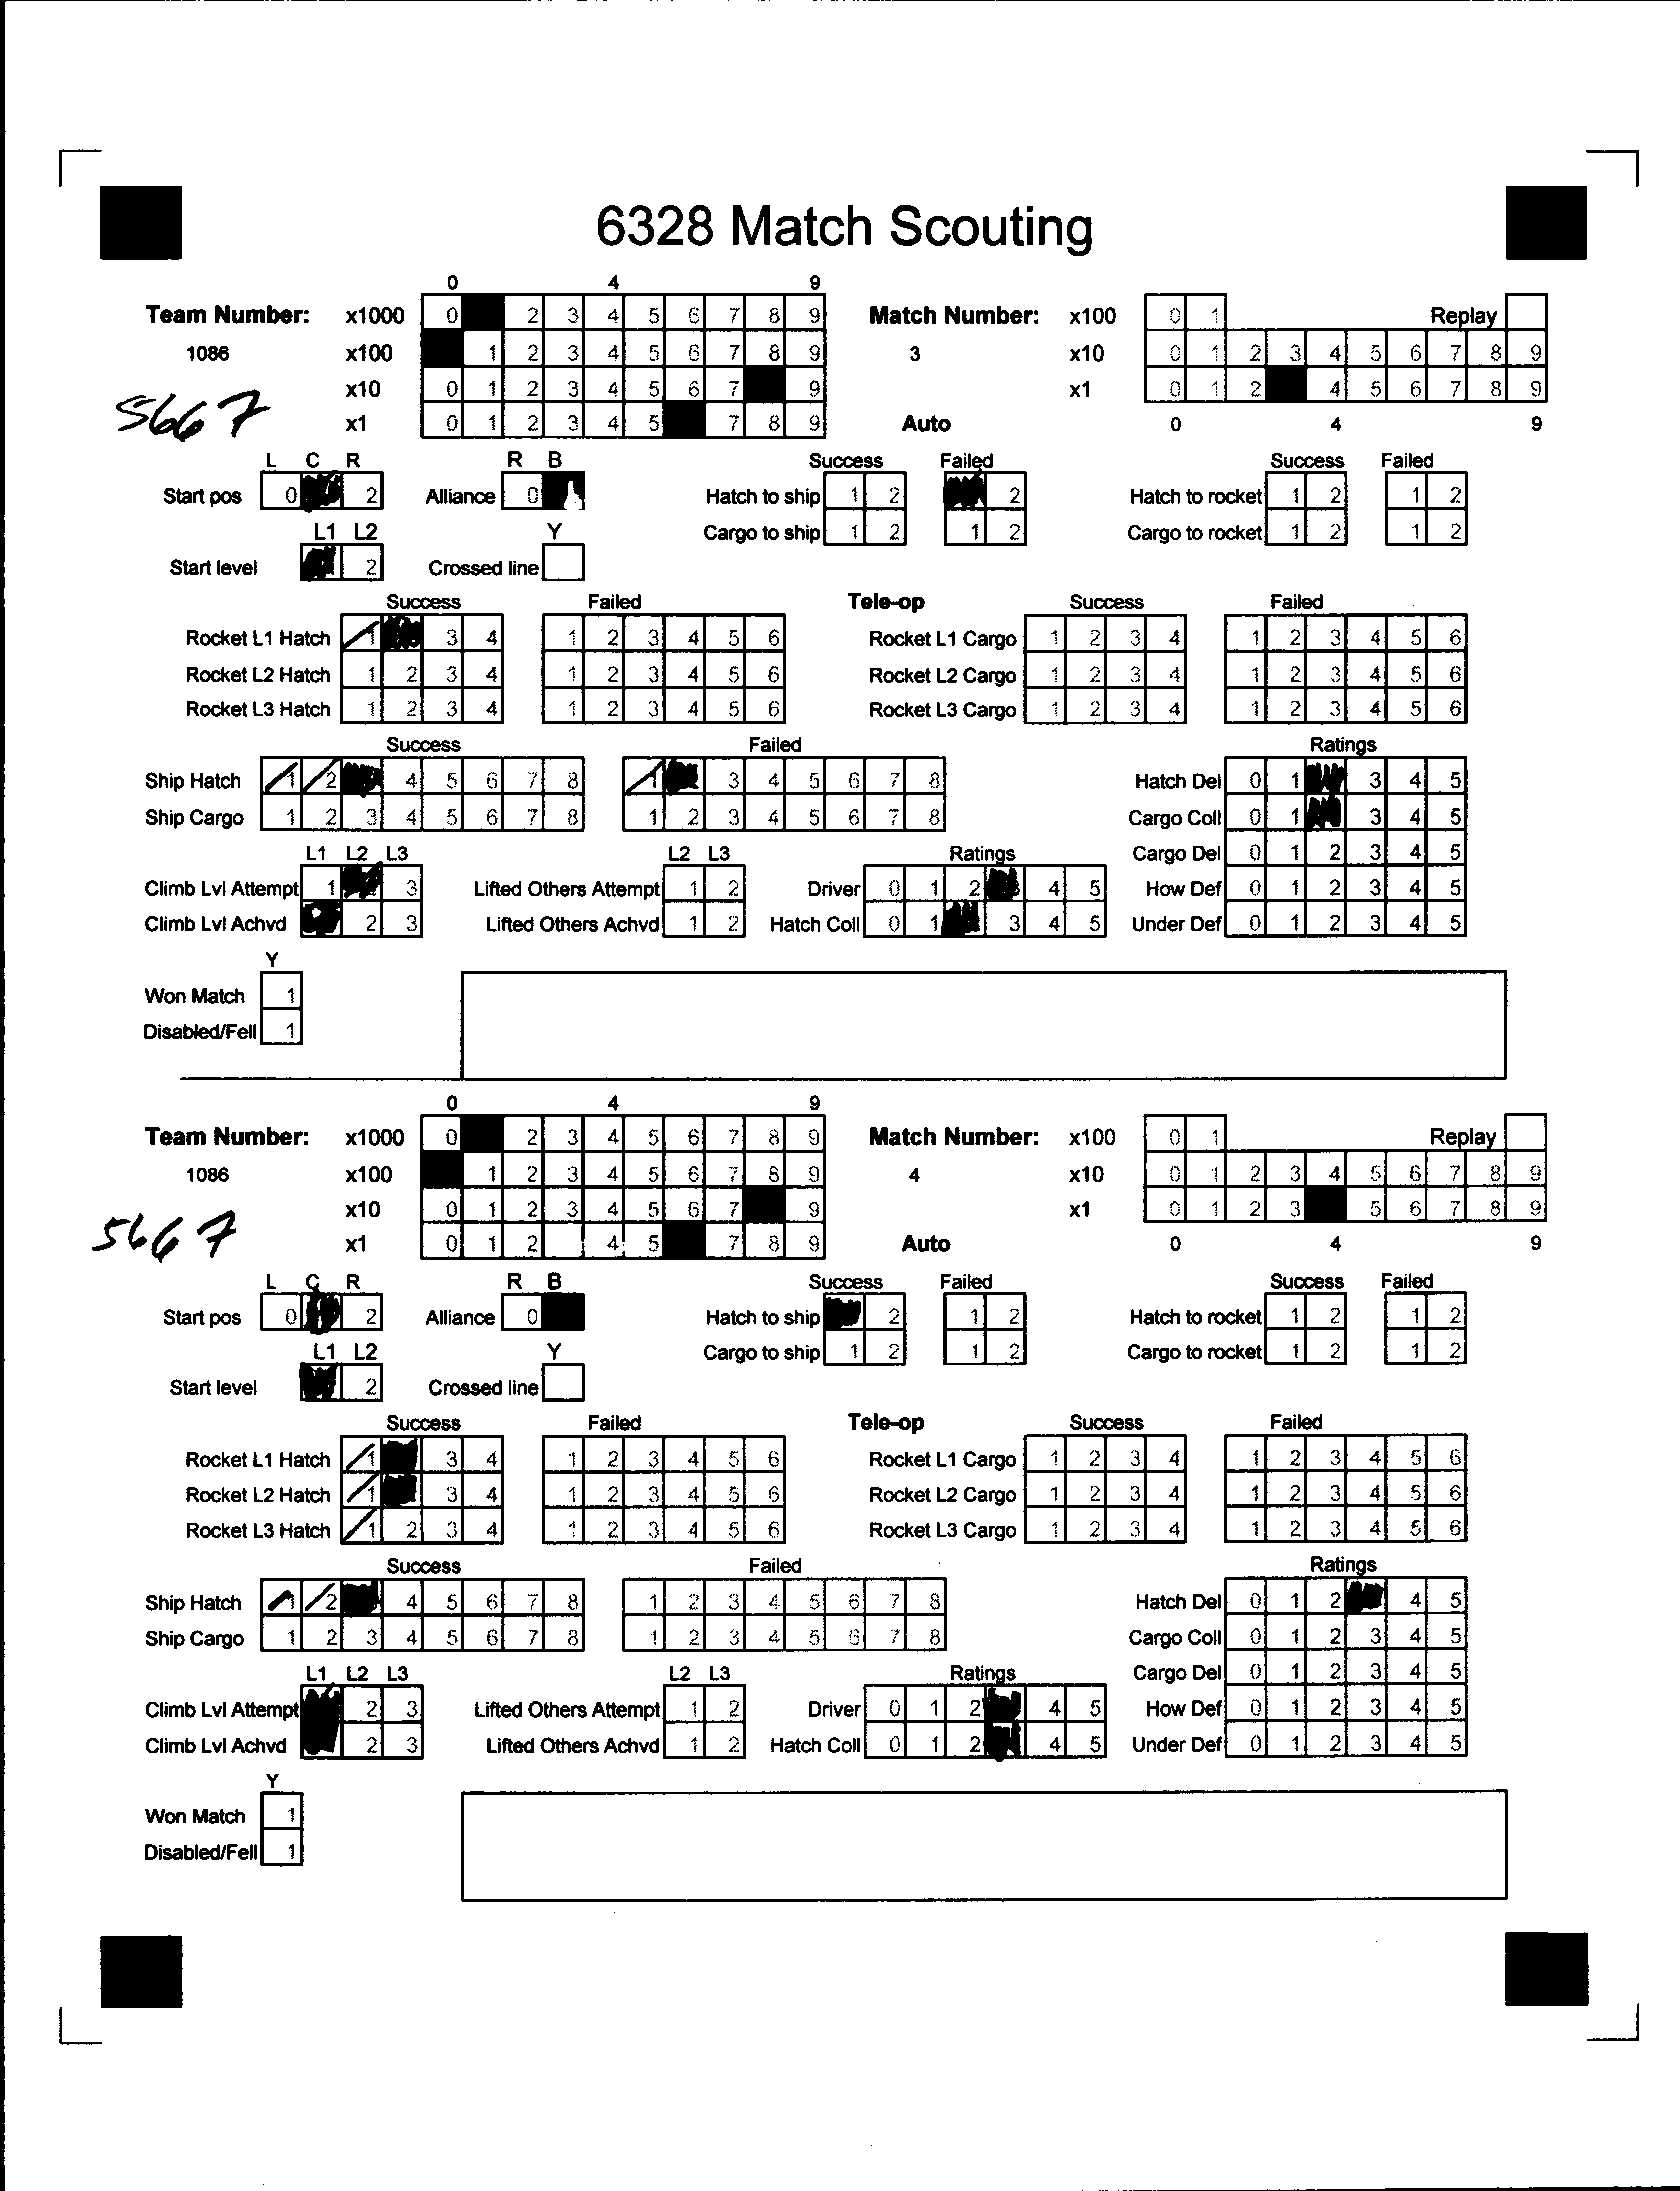 6328 Match Scouting
0 4 9
Team Number: x1000 0 2 3 4 5 6 7 8 9 Match Number: x100 0 1 Replay
1086 x100 1 2 3 4 5 6 7 8 9 3 x10 0 1 2 3 4 5 6 7 8 9
5667 x10 0 1 2 3 4 5 6 7 9 x1 0 1 2 4 5 6 7 8 9
x1 0 1 2 3 4 5 7 8 9 Auto 0 4 9
L C R R B Success Failed Success Failed
Start pos 0 2 Alliance 0 Hatch to ship 1 2 2 Hatch to rocket 1 2 1 2
L1 L2 Y Cargo to ship 1 2 1 2 Cargo to rocket 1 2 1 2
Start level 2 Crossed line
Success Failed Tele-op Success Failed
Rocket L1 Hatch 1 3 4 1 2 3 4 5 6 Rocket L1 Cargo 1 2 3 4 1 2 3 4 5 6
Rocket L2 Hatch 1 2 3 4 1 2 3 4 5 6 Rocket L2 Cargo 1 2 3 4 1 2 3 4 5 6
Rocket L3 Hatch 1 2 3 4 1 2 3 4 5 6 Rocket L3 Cargo 1 2 3 4 1 2 3 4 5 6
Success Failed Ratings
Ship Hatch 1 2 4 5 6 7 8 1 3 4 5 6 7 8 Hatch Del 0 1 3 4 5
Ship Cargo 1 2 3 4 5 6 7 8 1 2 3 4 5 6 7 8 Cargo Coll 0 1 3 4 5
L1 L2 L3 L2 L3 Ratings Cargo Del 0 1 2 3 4 5
Climb Lvl Attempt 1 3 Lifted Others Attempt 1 2 Driver 0 1 2 4 5 How Def 0 1 2 3 4 5
Climb Lvl Achvd 2 3 Lifted Others Achvd 1 2 Hatch Coll 0 1 3 4 5 Under Def 0 1 2 3 4 5
Y
Won Match 1
Disabled/Fell 1
0 4 9
Team Number: x1000 0 2 3 4 5 6 7 8 9 Match Number: x100 0 1 Replay
1086 x100 1 2 3 4 5 6 7 8 9 4 x10 0 1 2 3 4 5 6 7 8 9
5667 x10 0 1 2 3 4 5 6 7 9 x1 0 1 2 3 5 6 7 8 9
x1 0 1 2 4 5 7 8 9 Auto 0 4 9
L C R R B Success Failed Success Failed
Start pos 0 2 Alliance 0 Hatch to ship 2 1 2 Hatch to rocket 1 2 1 2
L1 L2 Y Cargo to ship 1 2 1 2 Cargo to rocket 1 2 1 2
Start level 2 Crossed line
Success Failed Tele-op Success Failed
Rocket L1 Hatch 1 3 4 1 2 3 4 5 6 Rocket L1 Cargo 1 2 3 4 1 2 3 4 5 6
Rocket L2 Hatch 1 3 4 1 2 3 4 5 6 Rocket L2 Cargo 1 2 3 4 1 2 3 4 5 6
Rocket L3 Hatch 1 2 3 4 1 2 3 4 5 6 Rocket L3 Cargo 1 2 3 4 1 2 3 4 5 6
Success Failed Ratings
Ship Hatch 1 2 4 5 6 7 8 1 2 3 4 5 6 7 8 Hatch Del 0 1 2 4 5
Ship Cargo 1 2 3 4 5 6 7 8 1 2 3 4 5 6 7 8 Cargo Coll 0 1 2 3 4 5
L1 L2 L3 L2 L3 Ratings Cargo Del 0 1 2 3 4 5
Climb Lvl Attempt 2 3 Lifted Others Attempt 1 2 Driver 0 1 2 4 5 How Def 0 1 2 3 4 5
Climb Lvl Achvd 2 3 Lifted Others Achvd 1 2 Hatch Coll 0 1 2 4 5 Under Def 0 1 2 3 4 5
Y
Won Match 1
Disabled/Fell 1